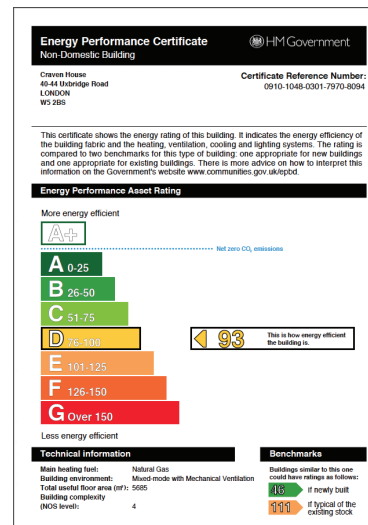 Energy Performance Certificate
Non-Domestic Building
HM Government
Craven House
40-44 Uxbridge Road
LONDON
W5 2BS
Certificate Reference Number:
0910-1048-0301-7970-8094
This certificate shows the energy rating of this building. It indicates the energy efficiency of
the building fabric and the heating, ventilation, cooling and lighting systems. The rating is
compared to two benchmarks for this type of building: one appropriate for new buildings
and one appropriate for existing buildings. There is more advice on how to interpret this
information on the Government's website www.communities.gov.uk/epbd.
Energy Performance Asset Rating
More energy efficient
A+
Net zero CO₂ emissions
A 0-25
B 26-50
C 51-75
D 76-100
93
This is how energy efficient
the building is.
E 101-125
F 126-150
G Over 150
Less energy efficient
Technical information
Main heating fuel: Natural Gas
Building environment: Mixed-mode with Mechanical Ventilation
Total useful floor area (m²): 5685
Building complexity
(NOS level): 4
Benchmarks
Buildings similar to this one
could have ratings as follows:
46 If newly built
111 If typical of the
existing stock